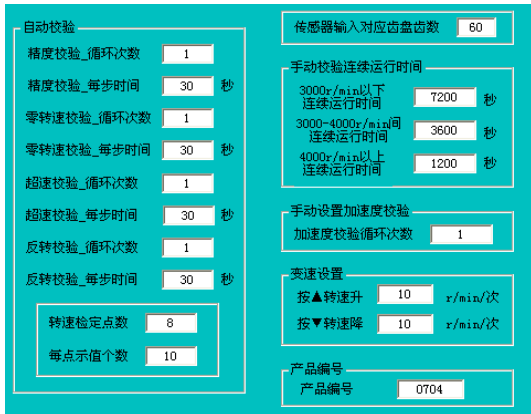 自动校验
精度校验_循环次数 1
精度校验_每步时间 30 秒
零转速校验_循环次数 1
零转速校验_每步时间 30 秒
超速校验_循环次数 1
超速校验_每步时间 30 秒
反转校验_循环次数 1
反转校验_每步时间 30 秒
转速检定点数 8
每点示值个数 10
传感器输入对应齿盘齿数 60
手动校验连续运行时间
3000r/min以下
连续运行时间 7200 秒
3000-4000r/min间
连续运行时间 3600 秒
4000r/min以上
连续运行时间 1200 秒
手动设置加速度校验
加速度校验循环次数 1
变速设置
按▲转速升 10 r/min/次
按▼转速降 10 r/min/次
产品编号
产品编号 0704